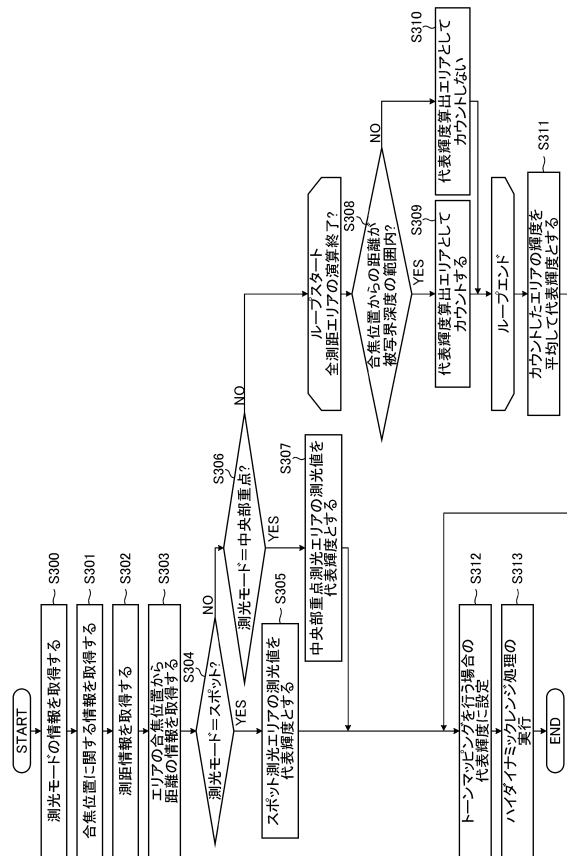 START
測光モードの情報を取得する
S300
合焦位置に関する情報を取得する
S301
測距情報を取得する
S302
エリアの合焦位置から
距離の情報を取得する
S303
測光モード=スポット?
S304
NO
YES
スポット測光エリアの測光値を
代表輝度とする
S305
測光モード=中央部重点?
S306
NO
YES
中央部重点測光エリアの測光値を
代表輝度とする
S307
ループスタート
全測距エリアの演算終了?
合焦位置からの距離が
被写界深度の範囲内?
S308
NO
YES
代表輝度算出エリアとして
カウントする
S309
代表輝度算出エリアとして
カウントしない
S310
ループエンド
カウントしたエリアの輝度を
平均して代表輝度とする
S311
トーンマッピングを行う場合の
代表輝度に設定
S312
ハイダイナミックレンジ処理の
実行
S313
END